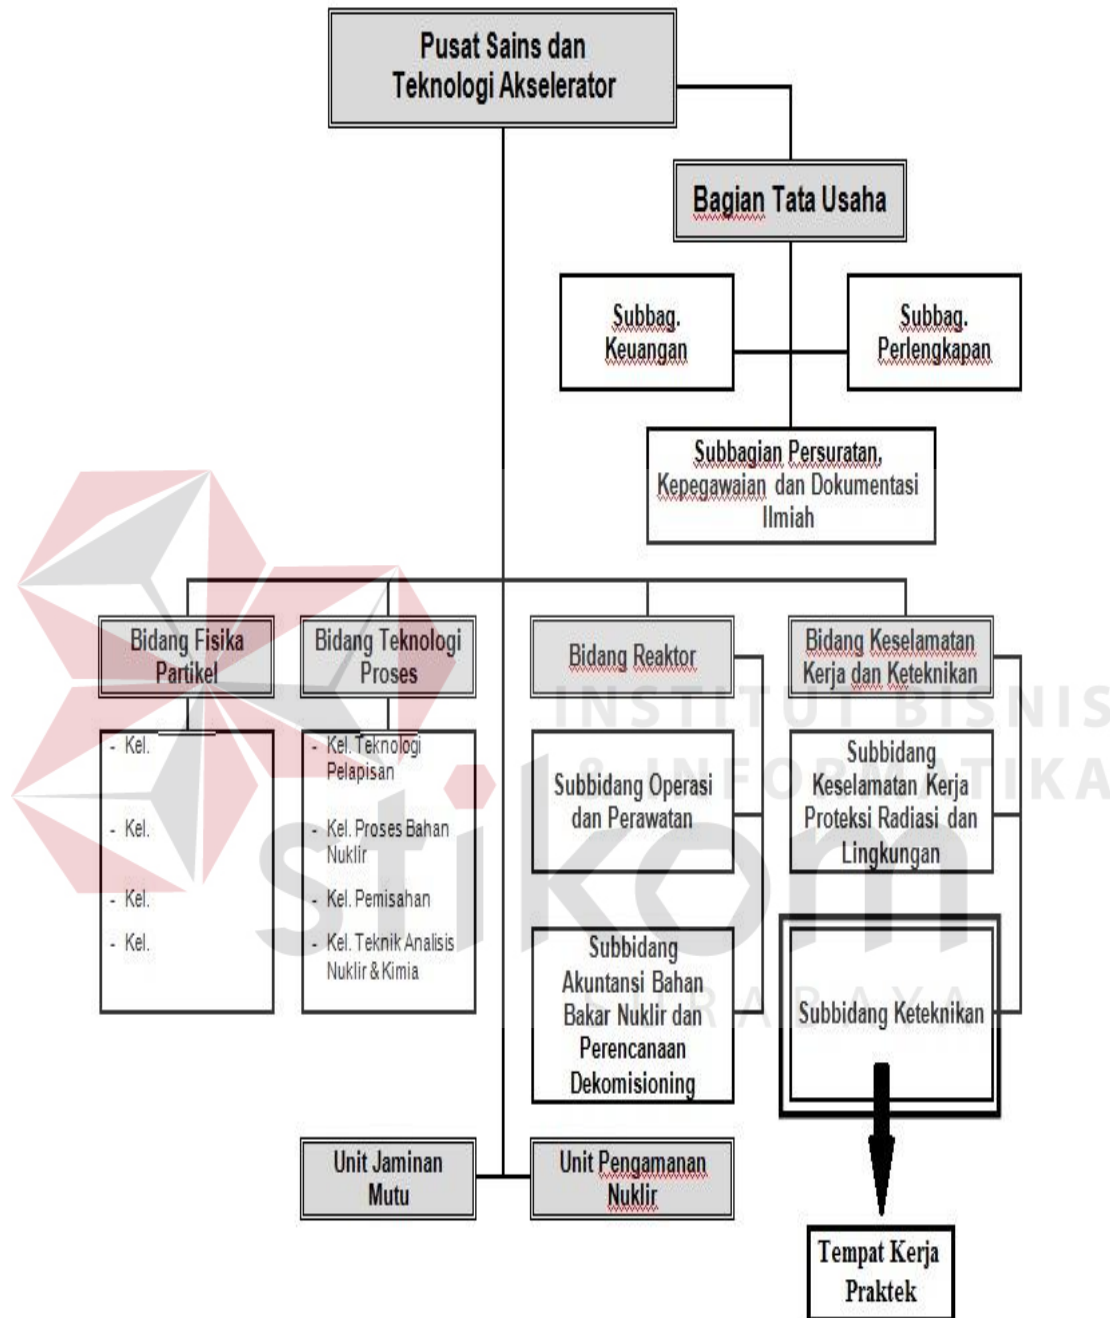 Pusat Sains dan
Teknologi Akselerator
Bagian Tata Usaha
Subbag.
Keuangan
Subbag.
Perlengkapan
Subbagian Persuratan,
Kepegawaian dan Dokumentasi
Ilmiah
Bidang Fisika
Partikel
Bidang Teknologi
Proses
Bidang Reaktor
Bidang Keselamatan
Kerja dan Keteknikan
- Kel.
- Kel.
- Kel.
- Kel.
- Kel. Teknologi
Pelapisan
- Kel. Proses Bahan
Nuklir
- Kel. Pemisahan
- Kel. Teknik Analisis
Nuklir & Kimia
Subbidang Operasi
dan Perawatan
Subbidang
Akuntansi Bahan
Bakar Nuklir dan
Perencanaan
Dekomisioning
Subbidang
Keselamatan Kerja
Proteksi Radiasi dan
Lingkungan
Subbidang Keteknikan
Unit Jaminan
Mutu
Unit Pengamanan
Nuklir
Tempat Kerja
Praktek
INSTITUT BISNIS
& INFORMATIKA
stikom
SURABAYA